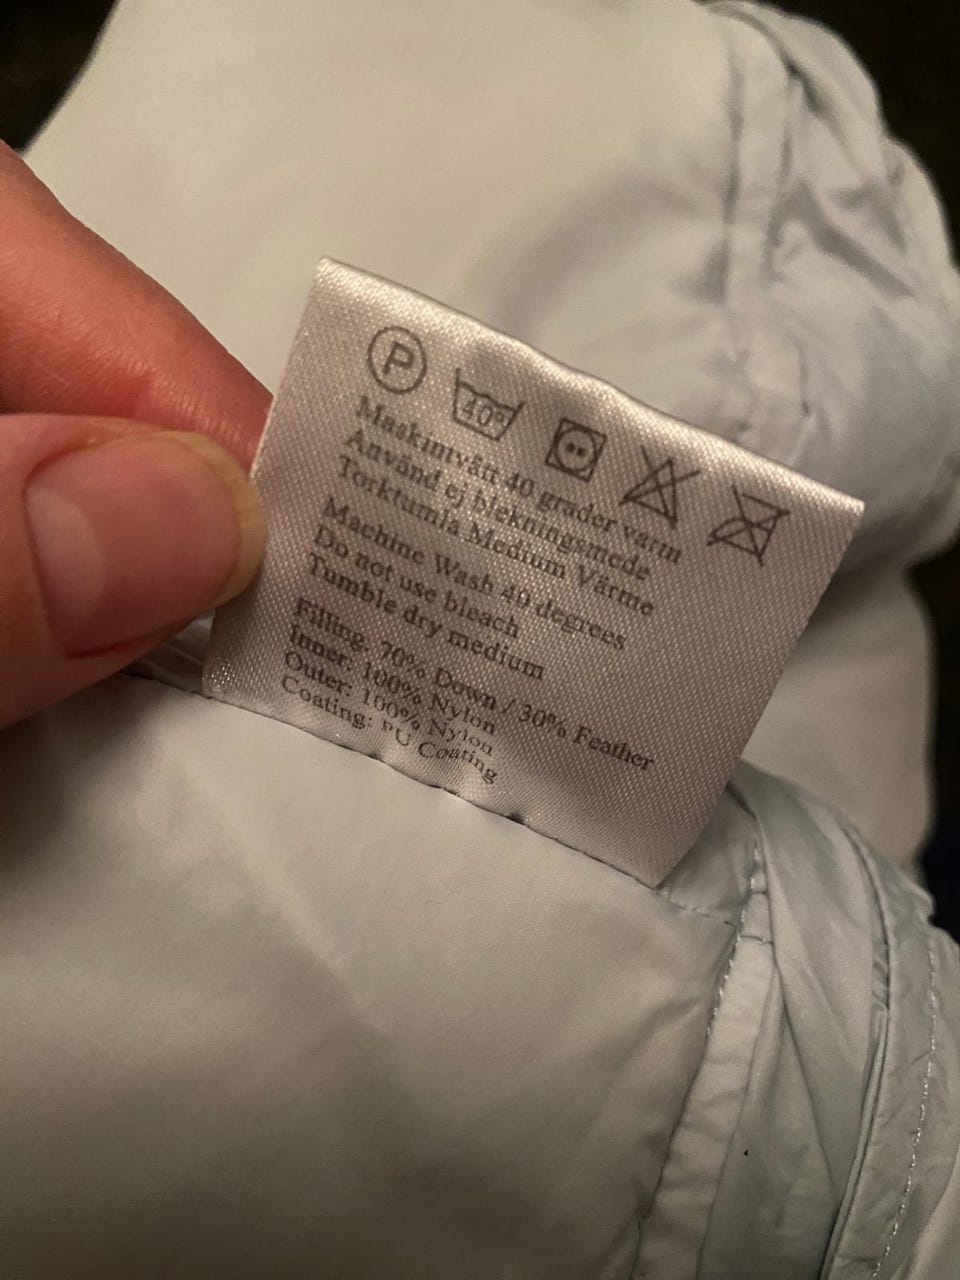 P
40°
Maskintvätt 40 grader varm
Använd ej blekningsmede
Torktumla Medium Värme
Machine Wash 40 degrees
Do not use bleach
Tumble dry medium
Filling: 70% Down / 30% Feather
Inner: 100% Nylon
Outer: 100% Nylon
Coating: PU Coating